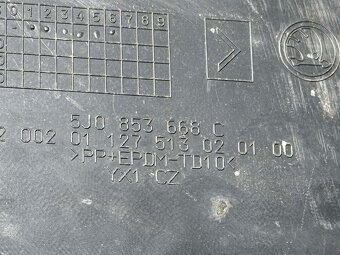 0 1 2 3 4 5 6 7 8 9
5J0 853 668 C
2 002 01 127 513 02 01 00
>PP+EPDM-TD10<
YX1 CZ